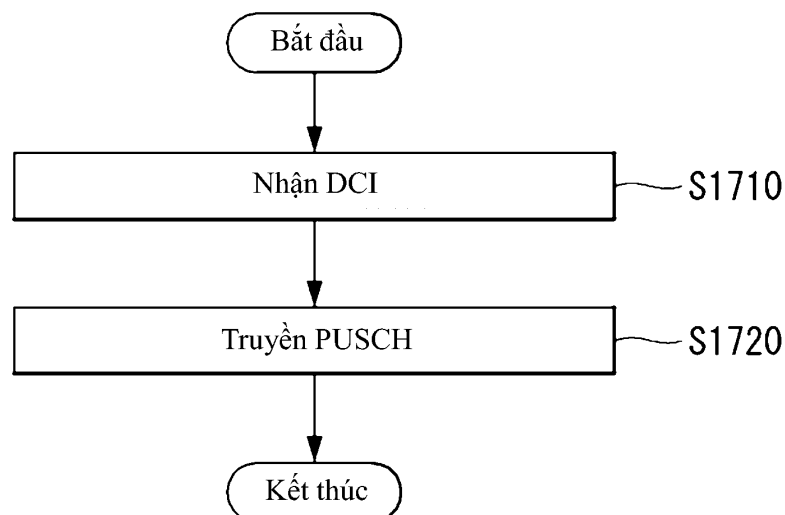 Bắt đầu
Nhận DCI
S1710
Truyền PUSCH
S1720
Kết thúc